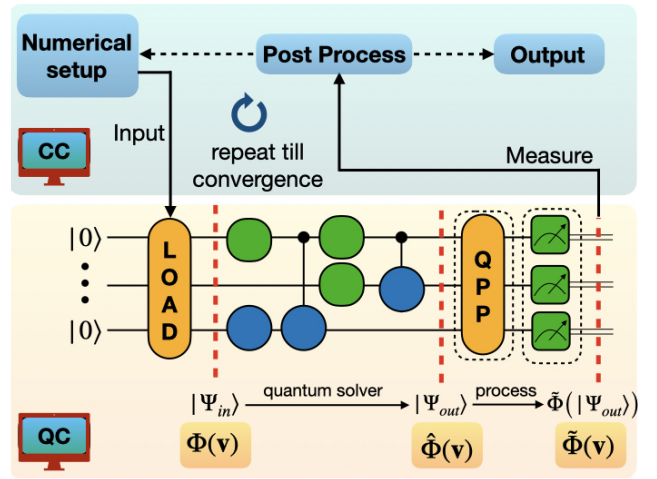 Numerical
setup
Post Process
Output
Input
repeat till
convergence
Measure
CC
|0⟩
|0⟩
L
O
A
D
Q
P
P
|Ψin⟩
quantum solver
|Ψout⟩
process
Φ̃(|Ψout⟩)
Φ(v)
Φ̂(v)
Φ̃(v)
QC